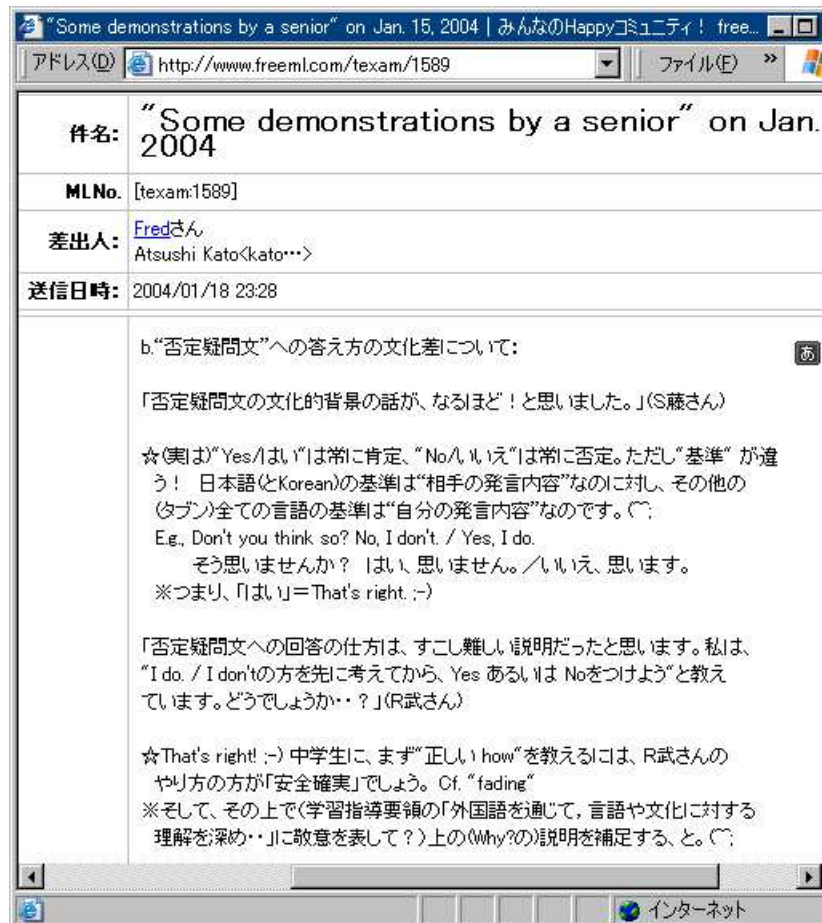 "Some demonstrations by a senior" on Jan. 15, 2004 | みんなのHappyコミュニティ! free...
アドレス(D) http://www.freeml.com/texam/1589 ファイル(F) »
件名: "Some demonstrations by a senior" on Jan.
2004
MLNo. [texam:1589]
差出人: Fredさん
Atsushi Kato<kato…>
送信日時: 2004/01/18 23:28
b.“否定疑問文”への答え方の文化差について:
あ
「否定疑問文の文化的背景の話が、なるほど!と思いました。」(S藤さん)
☆(実は)“Yes/はい”は常に肯定、“No/いいえ”は常に否定。ただし“基準” が違
う! 日本語(とKorean)の基準は“相手の発言内容”なのに対し、その他の
(タブン)全ての言語の基準は“自分の発言内容”なのです。(^^;
E.g., Don't you think so? No, I don't. / Yes, I do.
そう思いませんか? はい、思いません。/いいえ、思います。
※つまり、「はい」=That's right. ;-)
「否定疑問文への回答の仕方は、すこし難しい説明だったと思います。私は、
“I do. / I don'tの方を先に考えてから、Yes あるいは Noをつけよう”と教え
ています。どうでしょうか・・?」(R武さん)
☆That's right! ;-) 中学生に、まず“正しい how”を教えるには、R武さんの
やり方の方が「安全確実」でしょう。 Cf. “fading”
※そして、その上で(学習指導要領の「外国語を通じて,言語や文化に対する
理解を深め・・」に敬意を表して?)上の(Why?の)説明を補足する、と。(^^;
インターネット